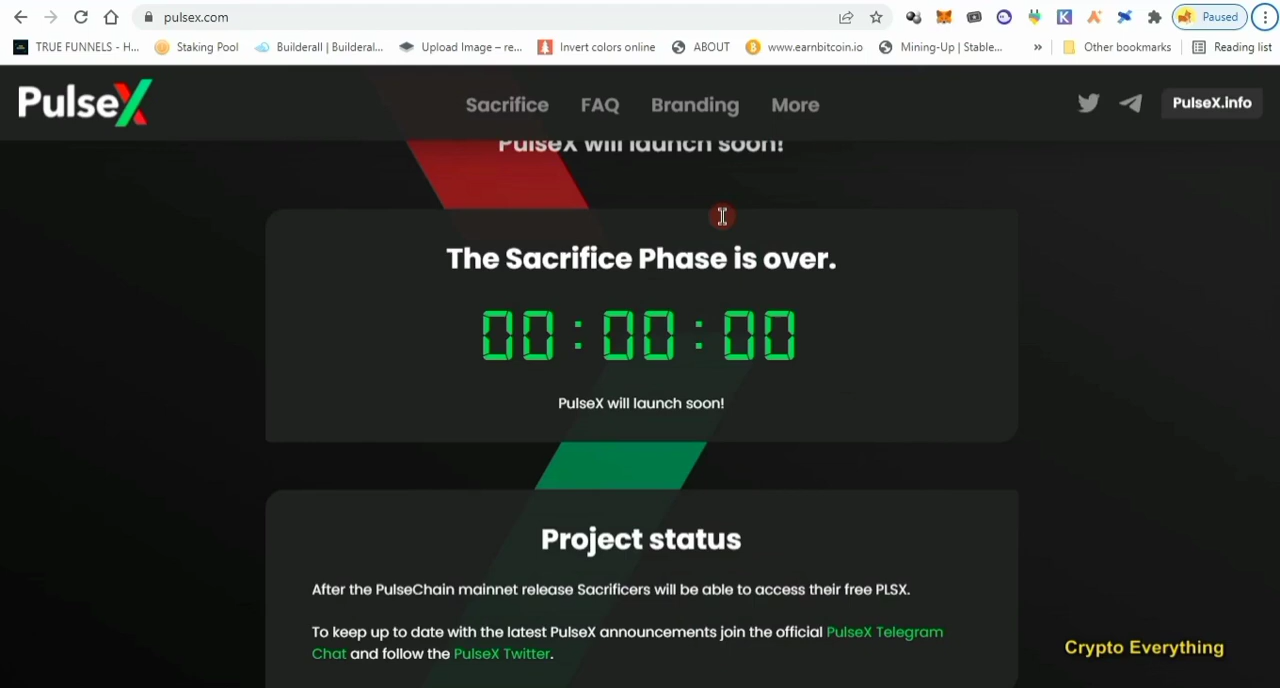 pulsex.com
Paused
TRUE FUNNELS - H...
Staking Pool
Builderall | Builderal...
Upload Image – re...
Invert colors online
ABOUT
www.earnbitcoin.io
Mining-Up | Stable...
»
Other bookmarks
Reading list
PulseX
Sacrifice
FAQ
Branding
More
PulseX.info
PulseX will launch soon!
The Sacrifice Phase is over.
00:00:00
PulseX will launch soon!
Project status
After the PulseChain mainnet release Sacrificers will be able to access their free PLSX.
To keep up to date with the latest PulseX announcements join the official PulseX Telegram
Chat and follow the PulseX Twitter.
Crypto Everything